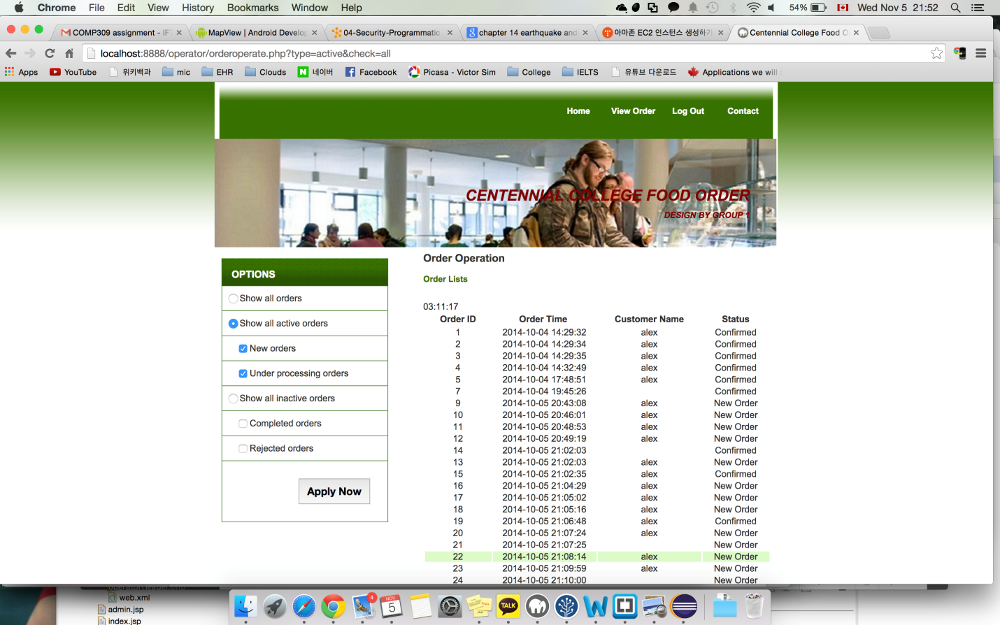 Chrome File Edit View History Bookmarks Window Help 54% Wed Nov 5 21:52
COMP309 assignment - IFT MapView | Android Develop 04-Security-Programmatic chapter 14 earthquake and 아마존 EC2 인스턴스 생성하기 Centennial College Food O
localhost:8888/operator/orderoperate.php?type=active&check=all
Apps YouTube 위키백과 mic EHR Clouds 네이버 Facebook Picasa - Victor Sim College IELTS 유튜브 다운로드 Applications we will
Home View Order Log Out Contact
CENTENNIAL COLLEGE FOOD ORDER
DESIGN BY GROUP 1
OPTIONS
Show all orders
Show all active orders
New orders
Under processing orders
Show all inactive orders
Completed orders
Rejected orders
Apply Now
Order Operation
Order Lists
03:11:17
Order ID Order Time Customer Name Status
1 2014-10-04 14:29:32 alex Confirmed
2 2014-10-04 14:29:34 alex Confirmed
3 2014-10-04 14:29:35 alex Confirmed
4 2014-10-04 14:32:49 alex Confirmed
5 2014-10-04 17:48:51 alex Confirmed
7 2014-10-04 19:45:26 Confirmed
9 2014-10-05 20:43:08 alex New Order
10 2014-10-05 20:46:01 alex New Order
11 2014-10-05 20:48:53 alex New Order
12 2014-10-05 20:49:19 alex New Order
14 2014-10-05 21:02:03 Confirmed
13 2014-10-05 21:02:03 alex New Order
15 2014-10-05 21:02:35 alex Confirmed
16 2014-10-05 21:04:29 alex New Order
17 2014-10-05 21:05:02 alex New Order
18 2014-10-05 21:05:16 alex New Order
19 2014-10-05 21:06:48 alex Confirmed
20 2014-10-05 21:07:24 alex New Order
21 2014-10-05 21:07:25 New Order
22 2014-10-05 21:08:14 alex New Order
23 2014-10-05 21:09:59 alex New Order
24 2014-10-05 21:10:00 New Order
web.xml
admin.jsp
index.jsp
4
NOV
5
TALK